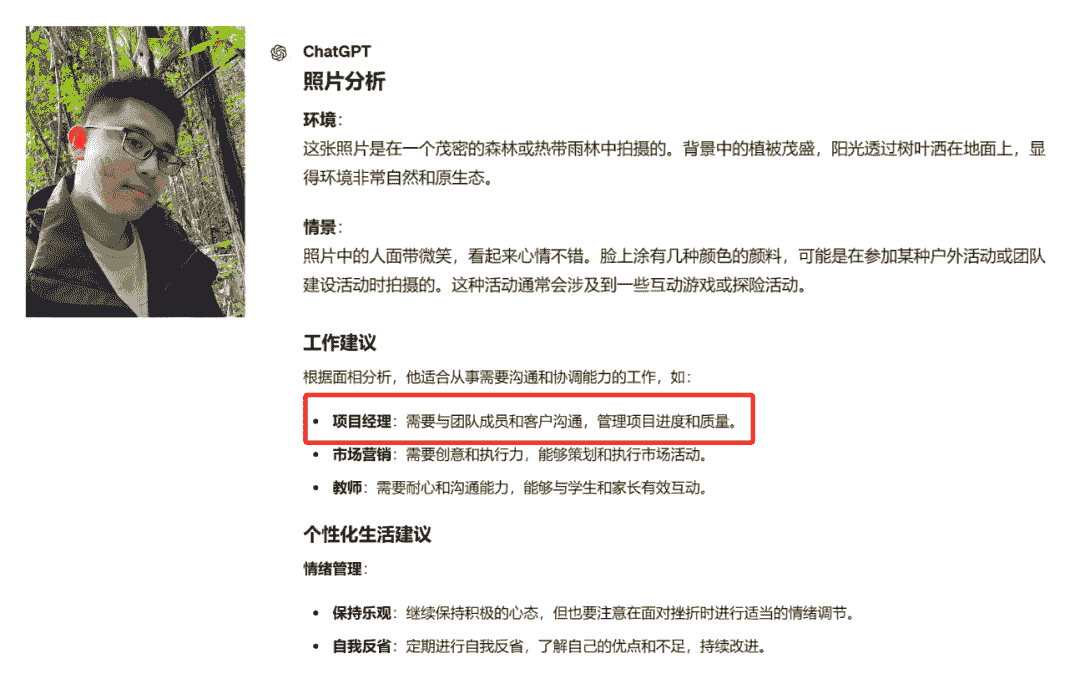 ChatGPT
照片分析
环境:
这张照片是在一个茂密的森林或热带雨林中拍摄的。背景中的植被茂盛，阳光透过树叶洒在地面上，显
得环境非常自然和原生态。
情景:
照片中的人面带微笑，看起来心情不错。脸上涂有几种颜色的颜料，可能是在参加某种户外活动或团队
建设活动时拍摄的。这种活动通常会涉及到一些互动游戏或探险活动。
工作建议
根据面相分析，他适合从事需要沟通和协调能力的工作，如:
• 项目经理: 需要与团队成员和客户沟通，管理项目进度和质量。
• 市场营销: 需要创意和执行力，能够策划和执行市场活动。
• 教师: 需要耐心和沟通能力，能够与学生和家长有效互动。
个性化生活建议
情绪管理:
• 保持乐观: 继续保持积极的心态，但也要注意在面对挫折时进行适当的情绪调节。
• 自我反省: 定期进行自我反省，了解自己的优点和不足，持续改进。